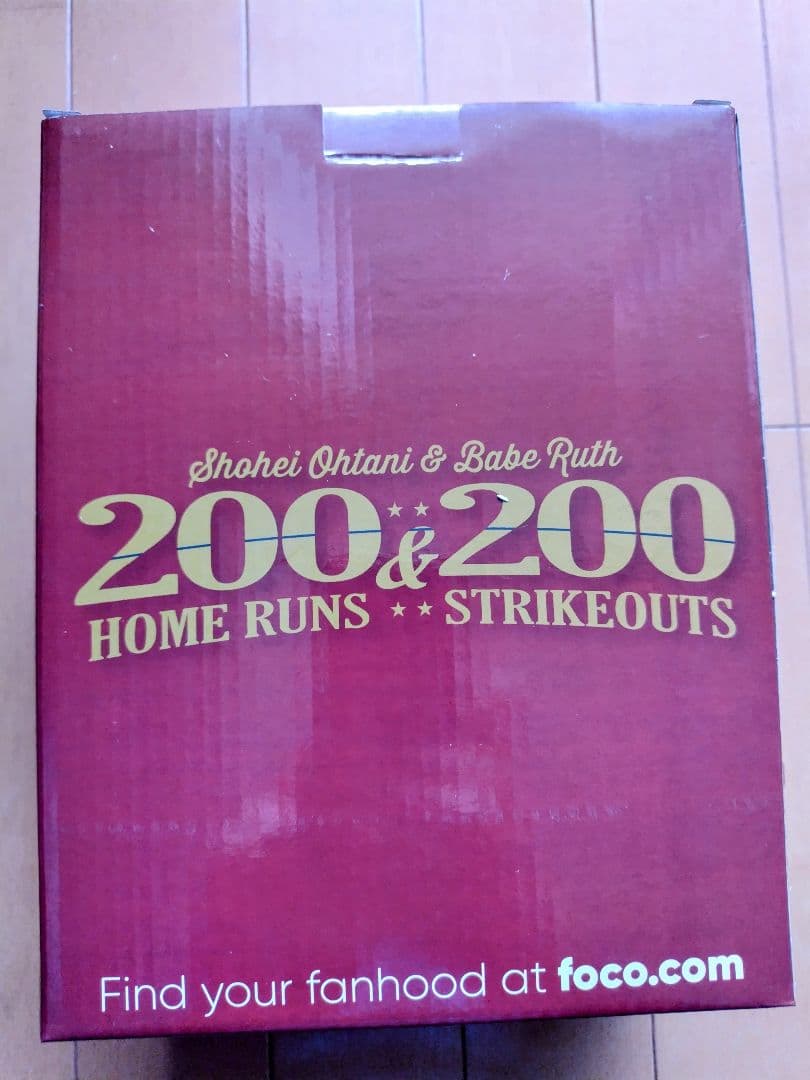 Shohei Ohtani & Babe Ruth
200 & 200
HOME RUNS STRIKEOUTS
Find your fanhood at foco.com